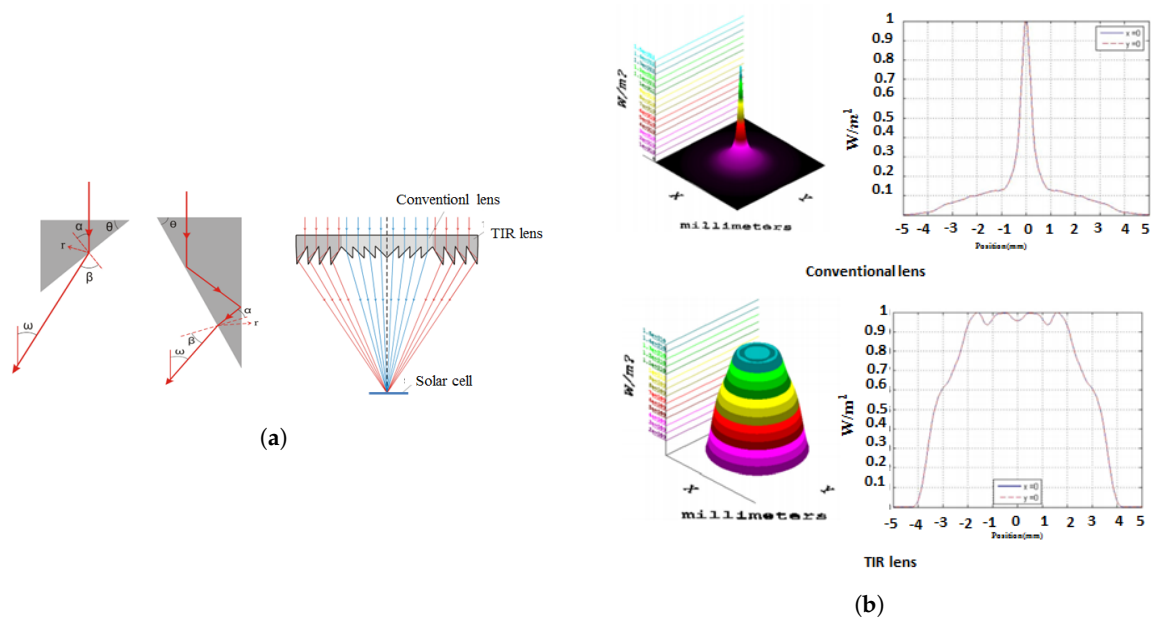 α
θ
r
β
ω
θ
α
r
β
ω
Conventionl lens
TIR lens
Solar cell
(a)
W/m?
X
Y
millimeters
1
0.9
0.8
0.7
0.6
0.5
0.4
0.3
0.2
0.1
W/m¹
x =0
y =0
-5 -4 -3 -2 -1 0 1 2 3 4 5
Position(mm)
Conventional lens
W/m?
X
Y
millimeters
1
0.9
0.8
0.7
0.6
0.5
0.4
0.3
0.2
0.1
W/m¹
x =0
y =0
-5 -4 -3 -2 -1 0 1 2 3 4 5
Position(mm)
TIR lens
(b)